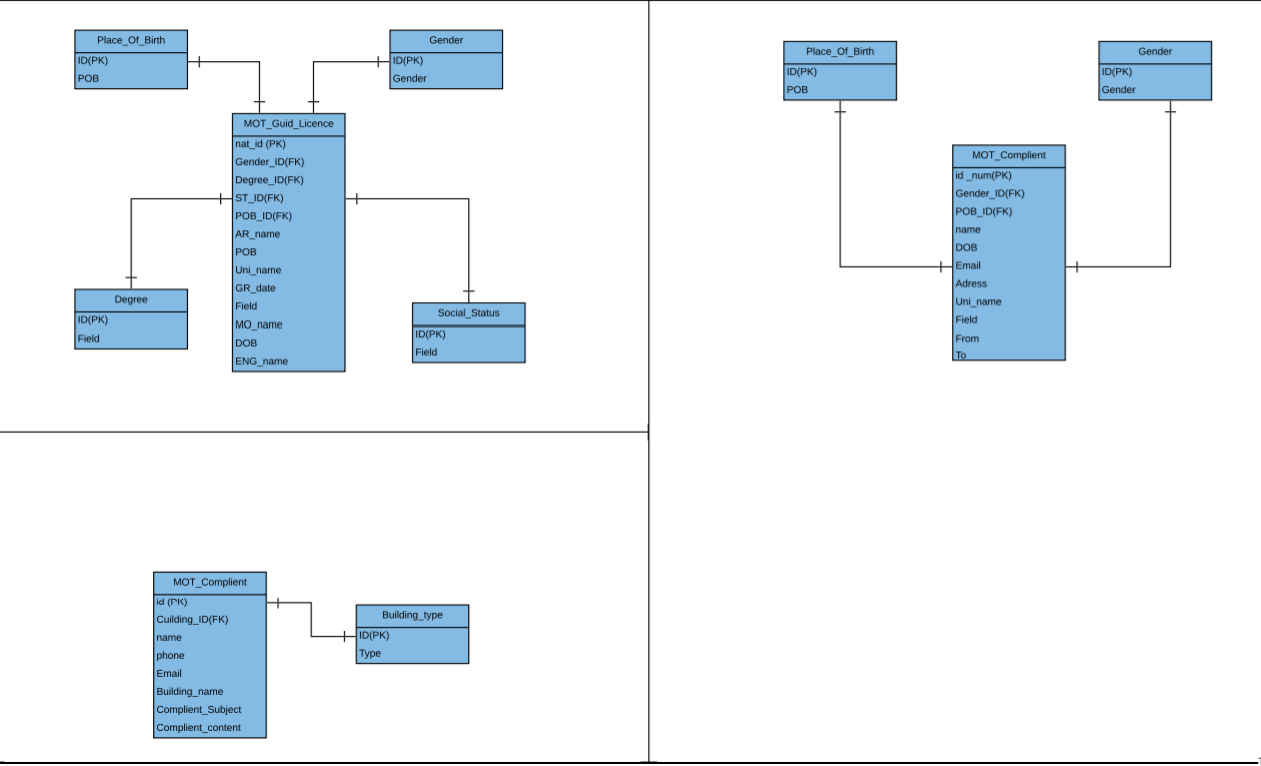 Place_Of_Birth
ID(PK)
POB
Gender
ID(PK)
Gender
MOT_Guid_Licence
nat_id (PK)
Gender_ID(FK)
Degree_ID(FK)
ST_ID(FK)
POB_ID(FK)
AR_name
POB
Uni_name
GR_date
Field
MO_name
DOB
ENG_name
Degree
ID(PK)
Field
Social_Status
ID(PK)
Field
Place_Of_Birth
ID(PK)
POB
Gender
ID(PK)
Gender
MOT_Complient
id _num(PK)
Gender_ID(FK)
POB_ID(FK)
name
DOB
Email
Adress
Uni_name
Field
From
To
MOT_Complient
id (PK)
Cuilding_ID(FK)
name
phone
Email
Building_name
Complient_Subject
Complient_content
Building_type
ID(PK)
Type